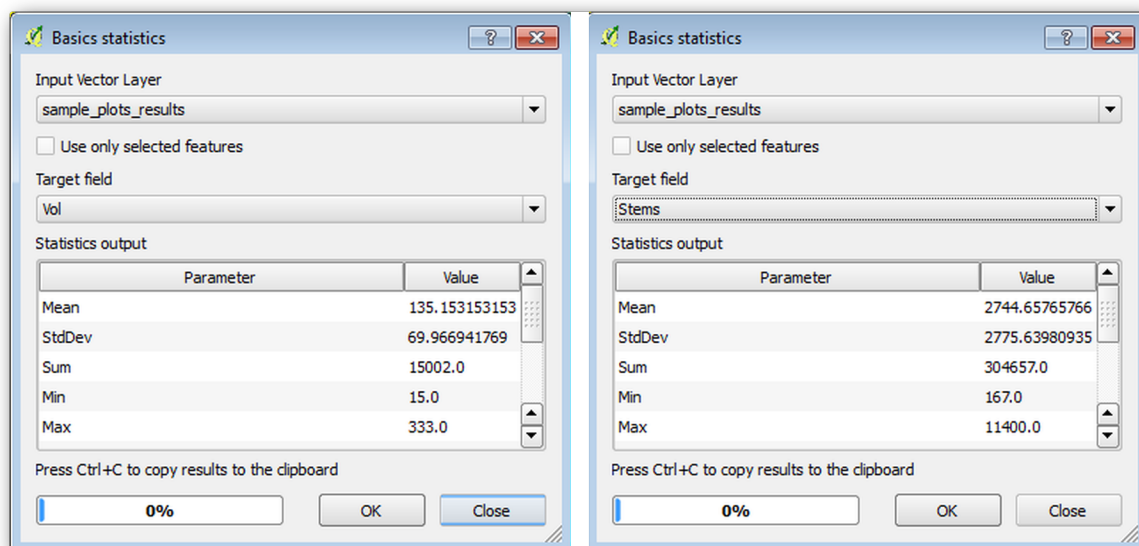 Basics statistics
Input Vector Layer
sample_plots_results
Use only selected features
Target field
Vol
Statistics output
Parameter Value
Mean 135.153153153
StdDev 69.966941769
Sum 15002.0
Min 15.0
Max 333.0
Press Ctrl+C to copy results to the clipboard
0% OK Close
Basics statistics
Input Vector Layer
sample_plots_results
Use only selected features
Target field
Stems
Statistics output
Parameter Value
Mean 2744.65765766
StdDev 2775.63980935
Sum 304657.0
Min 167.0
Max 11400.0
Press Ctrl+C to copy results to the clipboard
0% OK Close